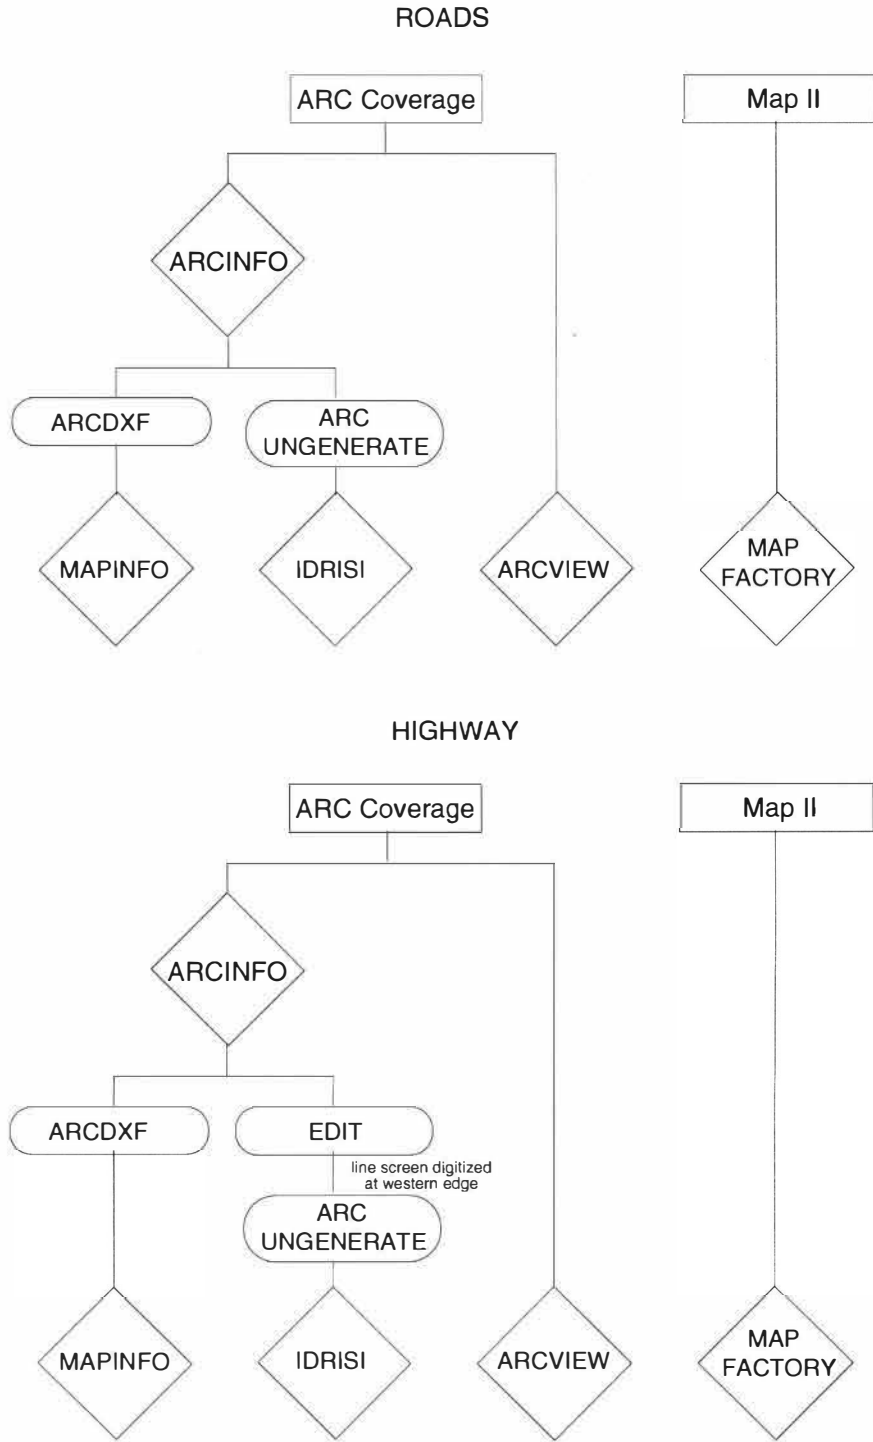 ROADS
ARC Coverage
Map II
ARCINFO
ARCDXF
ARC
UNGENERATE
MAPINFO
IDRISI
ARCVIEW
MAP
FACTORY
HIGHWAY
ARC Coverage
Map II
ARCINFO
ARCDXF
EDIT
line screen digitized
at western edge
ARC
UNGENERATE
MAPINFO
IDRISI
ARCVIEW
MAP
FACTORY